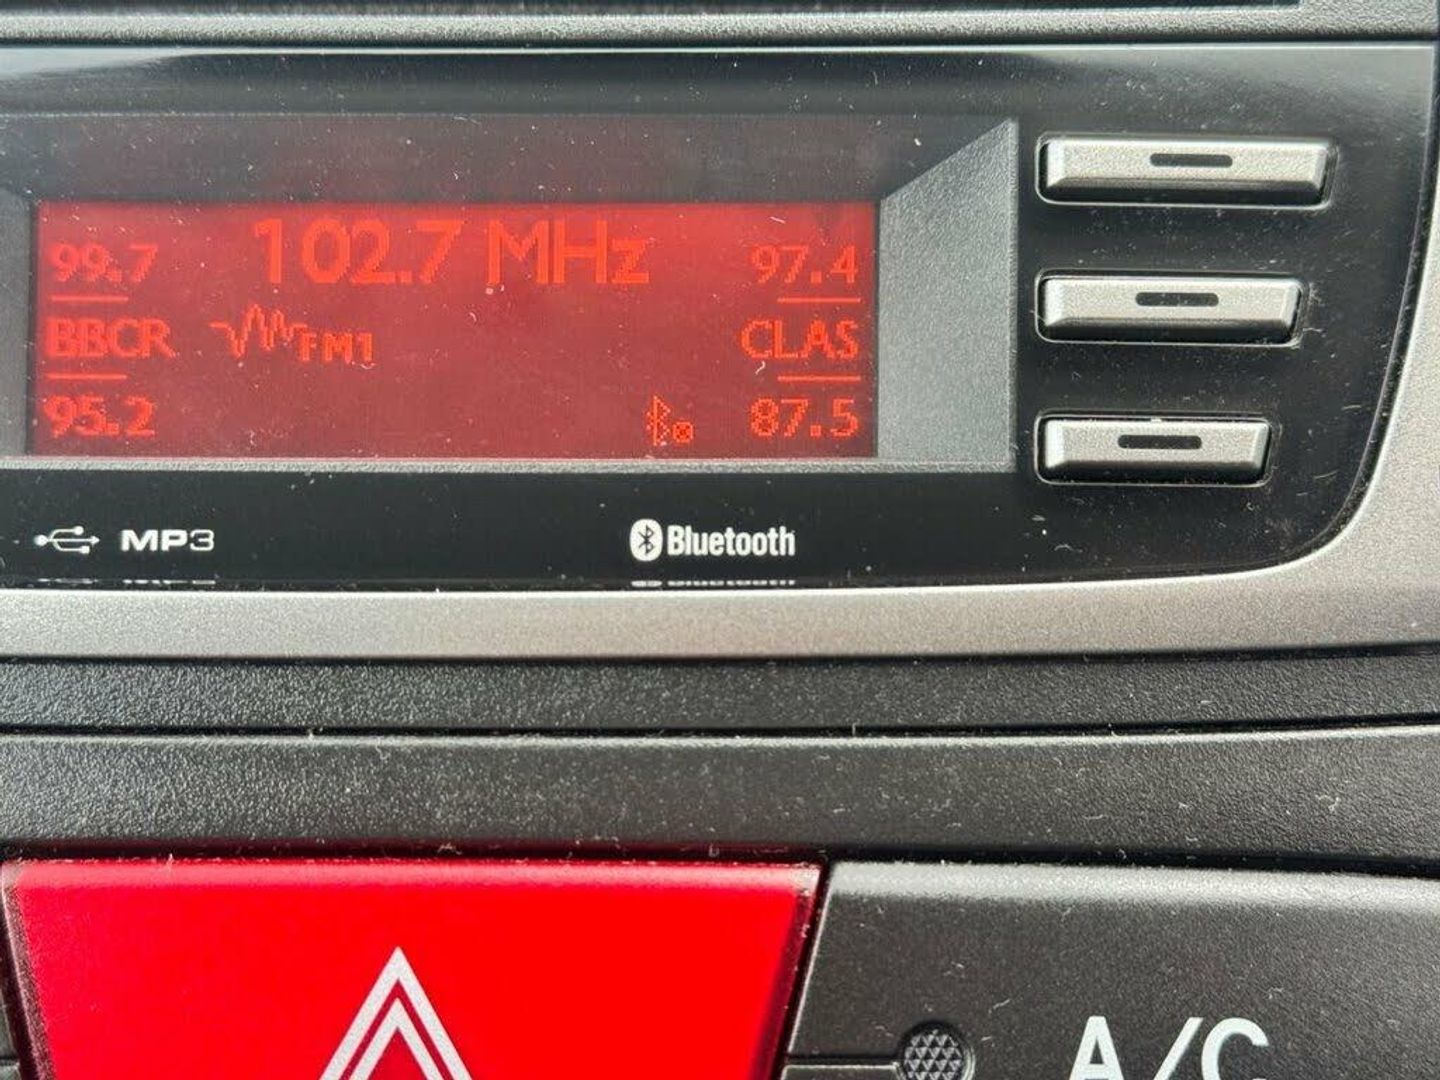 102.7 MHz
99.7
97.4
BBCR
FM1
CLAS
95.2
87.5
MP3
Bluetooth
A/C